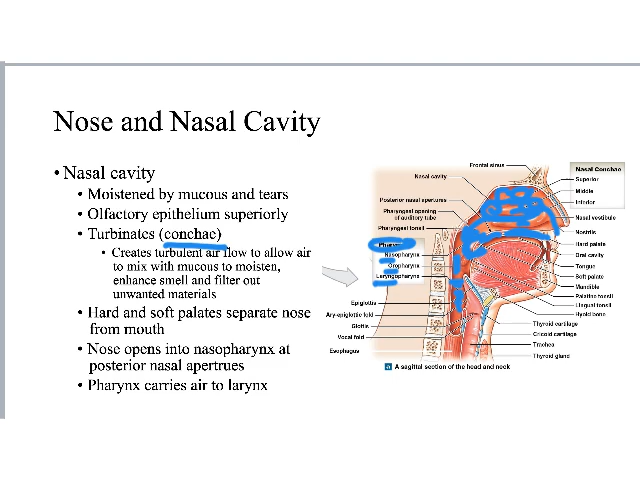 Nose and Nasal Cavity
• Nasal cavity
• Moistened by mucous and tears
• Olfactory epithelium superiorly
• Turbinates (conchae)
• Creates turbulent air flow to allow air
to mix with mucous to moisten,
enhance smell and filter out
unwanted materials
• Hard and soft palates separate nose
from mouth
• Nose opens into nasopharynx at
posterior nasal apertrues
• Pharynx carries air to larynx
Frontal sinus
Nasal cavity
Posterior nasal apertures
Pharyngeal opening
of auditory tube
Pharyngeal tonsil
Pharynx
Nasopharynx
Oropharynx
Laryngopharynx
Epiglottis
Ary-epiglottic fold
Glottis
Vocal fold
Esophagus
Nasal Conchae
Superior
Middle
Inferior
Nasal vestibule
Nostrils
Hard palate
Oral cavity
Tongue
Soft palate
Mandible
Palatine tonsil
Lingual tonsil
Hyoid bone
Thyroid cartilage
Cricoid cartilage
Trachea
Thyroid gland
a A sagittal section of the head and neck